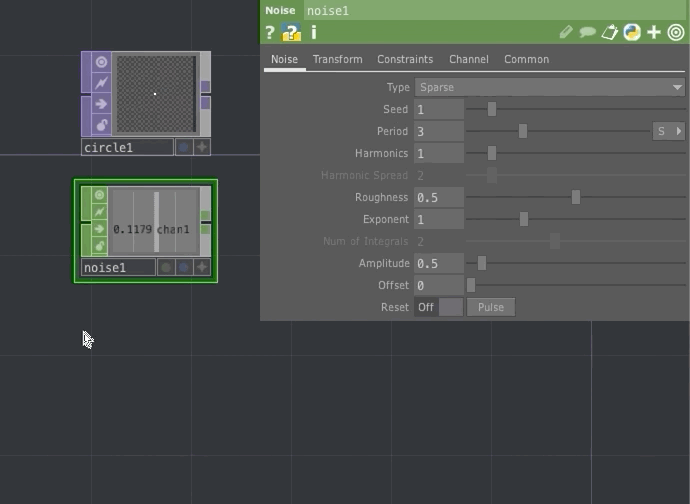 Noise noise1
? ? i
Noise Transform Constraints Channel Common
Type Sparse
Seed 1
Period 3 S
Harmonics 1
Harmonic Spread 2
Roughness 0.5
Exponent 1
Num of Integrals 2
Amplitude 0.5
Offset 0
Reset Off Pulse
circle1
0.1179 chan1
noise1